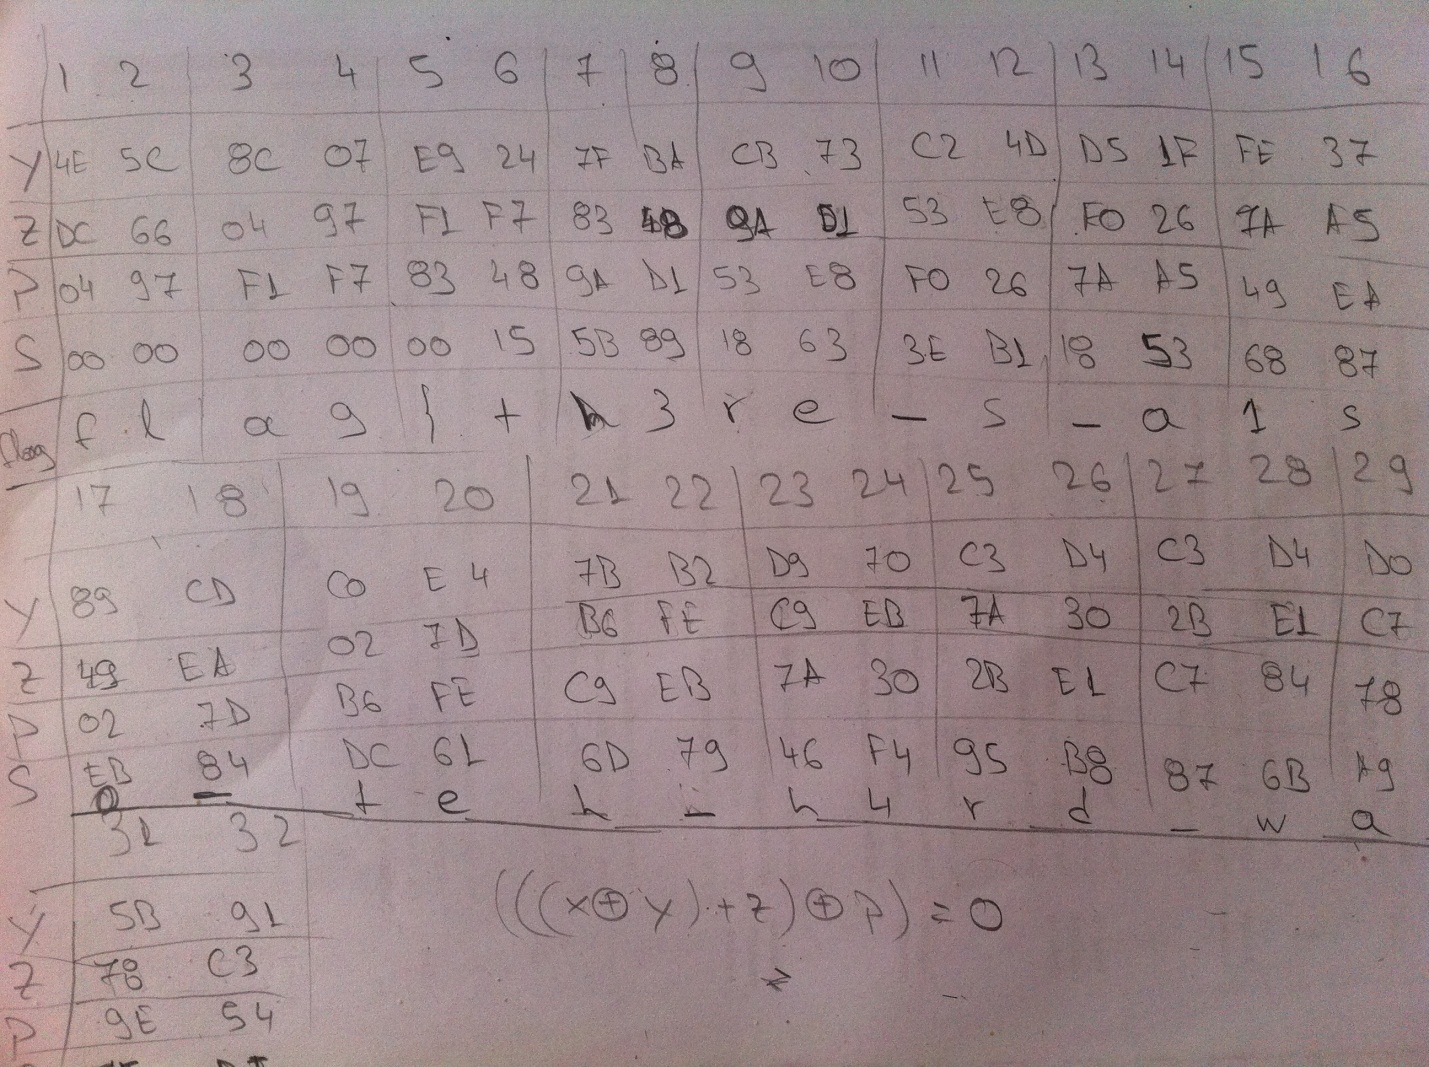 1 2 3 4 5 6 7 8 9 10 11 12 13 14 15 16
Y 4E 5C 8C 07 E9 24 7F BA CB 73 C2 4D D5 1F FE 37
Z DC 66 04 97 F1 F7 83 48 9A D1 53 E8 F0 26 7A A5
P 04 97 F1 F7 83 48 9A D1 53 E8 F0 26 7A A5 49 EA
S 00 00 00 00 00 15 5B 89 18 63 3E B1 18 53 68 87
flag f l a g { t h 3 r e _ s _ a 1 s
17 18 19 20 21 22 23 24 25 26 27 28 29
Y 89 CD C0 E4 7B B2 D9 70 C3 D4 C3 D4 D0
Z 49 EA 02 7D B6 FE C9 EB 7A 30 2B E1 C7
P 02 7D B6 FE C9 EB 7A 30 2B E1 C7 84 78
S EB 84 DC 61 6D 79 46 F4 95 B8 87 6B A9
0 _ t e h _ h 4 r d _ w a
31 32
Y 5B 91
Z 78 C3
P 9E 54
(((x⊕y)+z)⊕P) = 0